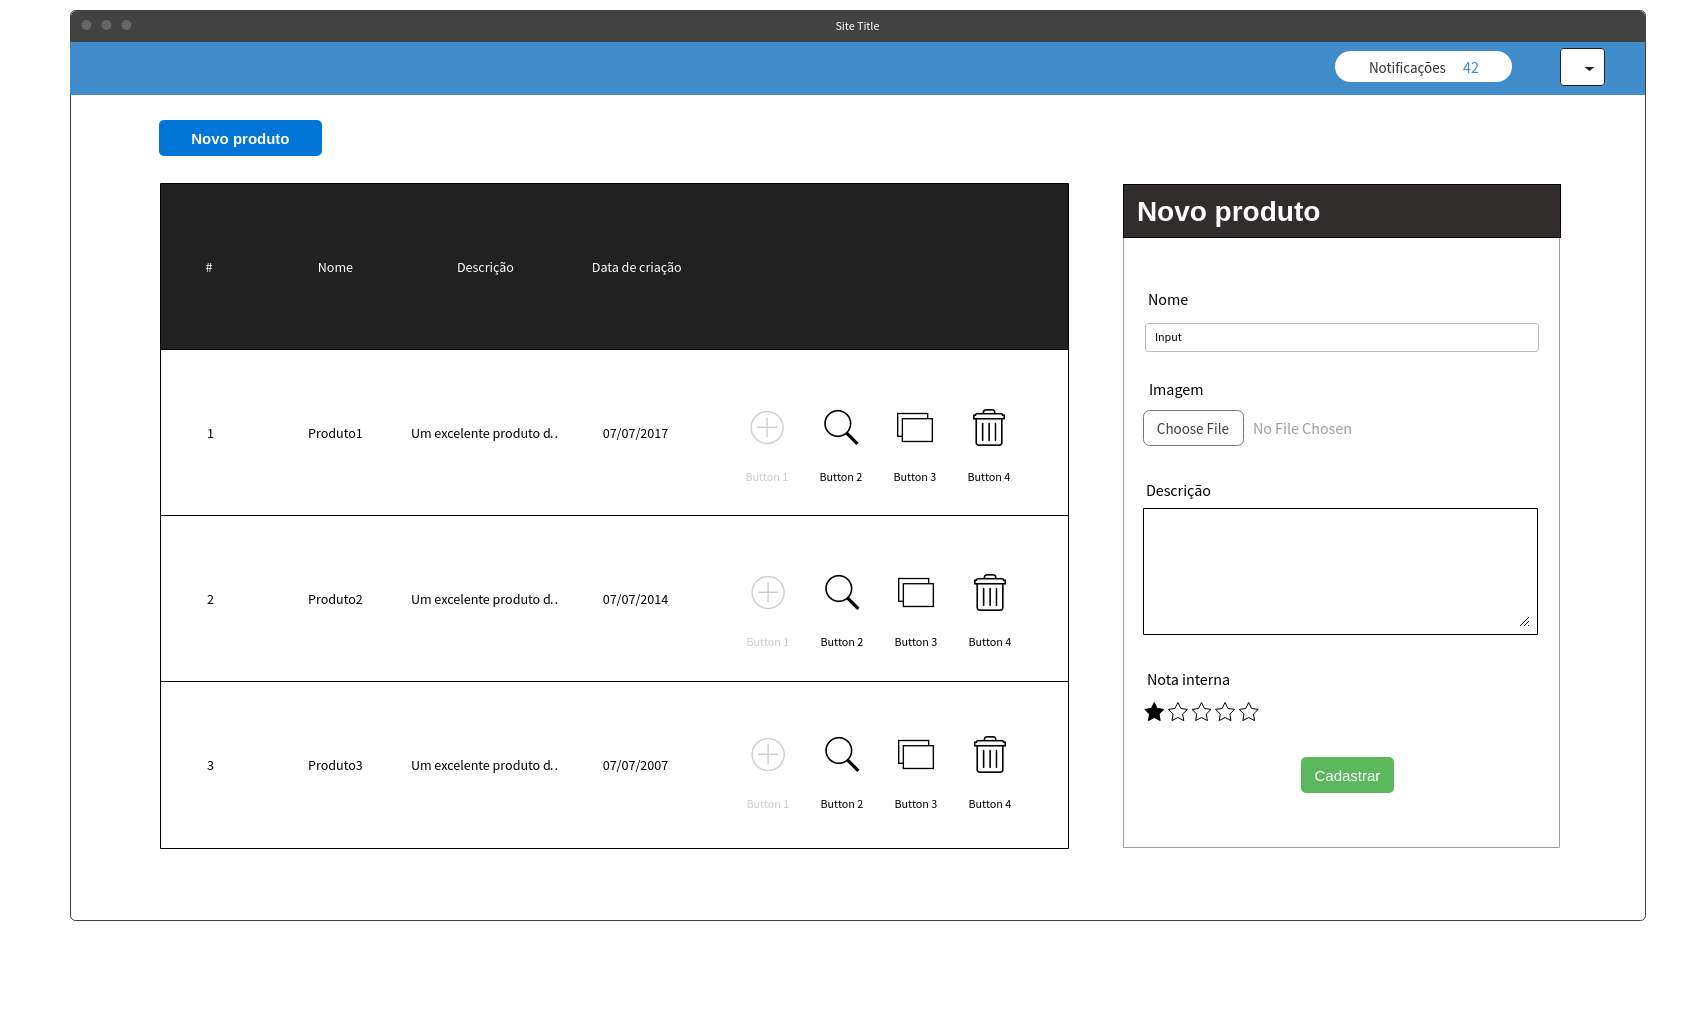 Site Title
Notificações 42
Novo produto
# Nome Descrição Data de criação
1 Produto1 Um excelente produto d.. 07/07/2017
Button 1 Button 2 Button 3 Button 4
2 Produto2 Um excelente produto d.. 07/07/2014
Button 1 Button 2 Button 3 Button 4
3 Produto3 Um excelente produto d.. 07/07/2007
Button 1 Button 2 Button 3 Button 4
Novo produto
Nome
Input
Imagem
Choose File No File Chosen
Descrição
Nota interna
Cadastrar